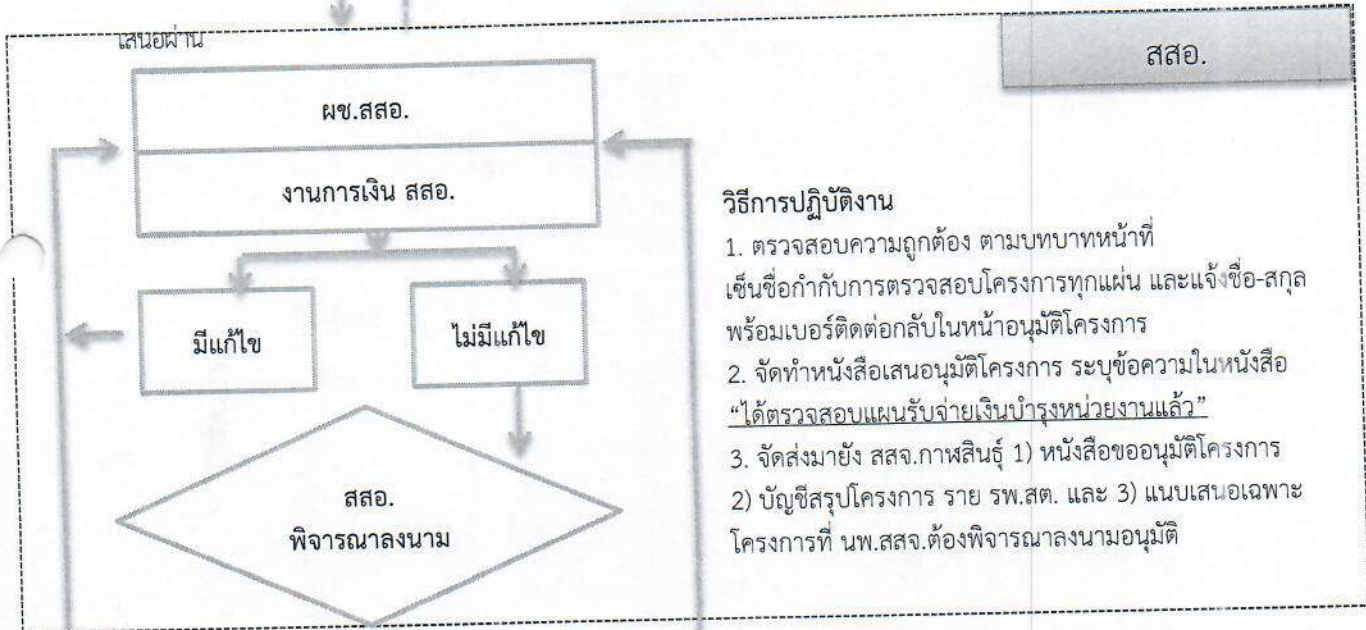 เสนอผ่าน
สสอ.
ผช.สสอ.
งานการเงิน สสอ.
มีแก้ไข
ไม่มีแก้ไข
สสอ.
พิจารณาลงนาม
วิธีการปฏิบัติงาน
1. ตรวจสอบความถูกต้อง ตามบทบาทหน้าที่
เซ็นชื่อกำกับการตรวจสอบโครงการทุกแผ่น และแจ้งชื่อ-สกุล
พร้อมเบอร์ติดต่อกลับในหน้าอนุมัติโครงการ
2. จัดทำหนังสือเสนออนุมัติโครงการ ระบุข้อความในหนังสือ
“ได้ตรวจสอบแผนรับจ่ายเงินบำรุงหน่วยงานแล้ว”
3. จัดส่งมายัง สสจ.กาฬสินธุ์ 1) หนังสือขออนุมัติโครงการ
2) บัญชีสรุปโครงการ ราย รพ.สต. และ 3) แนบเสนอเฉพาะ
โครงการที่ นพ.สสจ.ต้องพิจารณาลงนามอนุมัติ